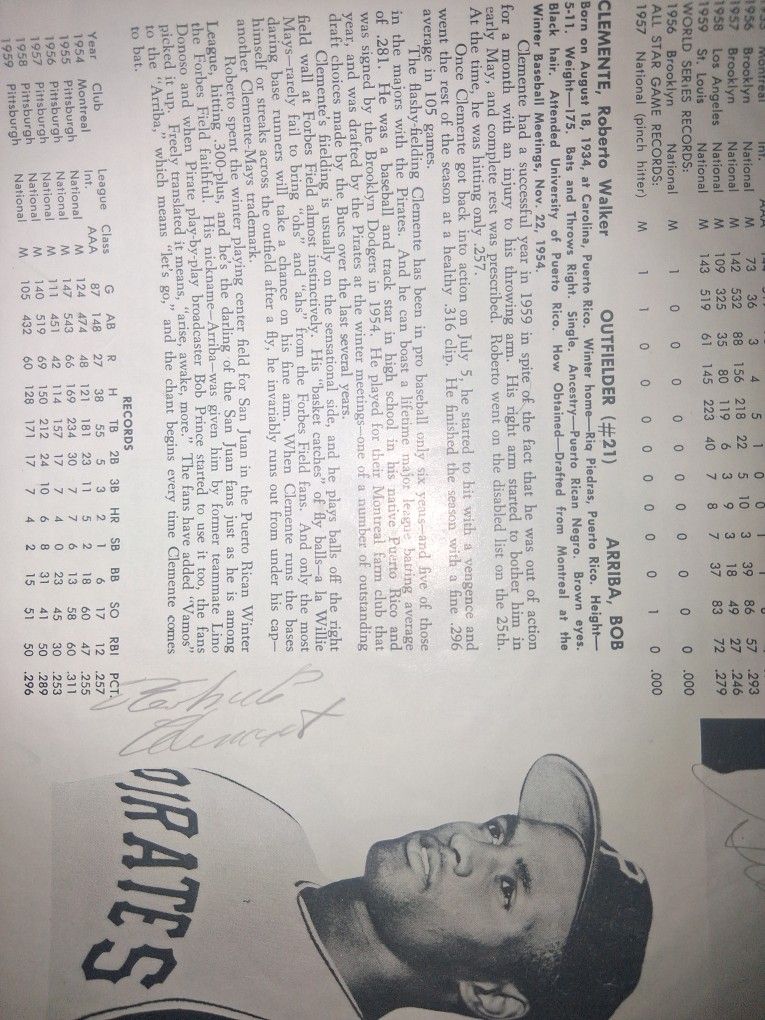 Montreal Int. AAA
1956 Brooklyn National M 73 36 3 4 5 1 0
1957 Brooklyn National M 142 532 88 156 218 22 5 10 3 39 86 57 .293
1958 Los Angeles National M 109 325 35 80 119 6 3 9 3 18 49 27 .246
1959 St. Louis National M 143 519 61 145 223 40 7 8 7 37 83 72 .279
WORLD SERIES RECORDS:
1956 Brooklyn National M 1 0 0 0 0 0 0 0 0 0 0 0 .000
ALL STAR GAME RECORDS:
1957 National (pinch hitter) M 1 1 0 0 0 0 0 0 0 0 1 0 .000
CLEMENTE, Roberto Walker OUTFIELDER (#21) ARRIBA, BOB
Born on August 18, 1934, at Carolina, Puerto Rico. Winter home—Riq Piedras, Puerto Rico. Height—
5-11. Weight—175. Bats and Throws Right. Single. Ancestry—Puerto Rican Negro. Brown eyes.
Black hair. Attended University of Puerto Rico. How Obtained—Drafted from Montreal at the
Winter Baseball Meetings, Nov. 22, 1954.
Clemente had a successful year in 1959 in spite of the fact that he was out of action
for a month with an injury to his throwing arm. His right arm started to bother him in
early May, and complete rest was prescribed. Roberto went on the disabled list on the 25th.
At the time, he was hitting only .257.
Once Clemente got back into action on July 5, he started to hit with a vengence and
went the rest of the season at a healthy .316 clip. He finished the season with a fine .296
average in 105 games.
The flashy-fielding Clemente has been in pro baseball only six years—and five of those
in the majors with the Pirates. And he can boast a lifetime major league batting average
of .281. He was a baseball and track star in high school in his native Puerto Rico and
was signed by the Brooklyn Dodgers in 1954. He played for their Montreal farm club that
year, and was drafted by the Pirates at the winter meetings—one of a number of outstanding
draft choices made by the Bucs over the last several years.
Clemente's fielding is usually on the sensational side, and he plays balls off the right
field wall at Forbes Field almost instinctively. His "basket catches" of fly balls—a la Willie
Mays—rarely fail to bring "ohs" and "ahs" from the Forbes Field fans. And only the most
daring base runners will take a chance on his fine arm. When Clemente runs the bases
himself or streaks across the outfield after a fly, he invariably runs out from under his cap—
another Clemente-Mays trademark.
Roberto spent the winter playing center field for San Juan in the Puerto Rican Winter
League, hitting .300-plus, and he's the darling of the San Juan fans just as he is among
the Forbes Field faithful. His nickname—Arriba—was given him by former teammate Lino
Donoso and when Pirate play-by-play broadcaster Bob Prince started to use it too, the fans
picked it up. Freely translated it means, "arise, awake, more." The fans have added "Vamos"
to the "Arriba," which means "let's go," and the chant begins every time Clemente comes
to bat.
RECORDS
Year Club League Class G AB R H TB 2B 3B HR SB BB SO RBI PCT.
1954 Montreal Int. AAA 87 148 27 38 55 5 3 2 1 6 17 12 .257
1955 Pittsburgh National M 124 474 48 121 181 23 11 5 2 18 60 47 .255
1956 Pittsburgh National M 147 543 66 169 234 30 7 7 6 13 58 60 .311
1957 Pittsburgh National M 111 451 42 114 157 17 7 4 0 23 45 30 .253
1958 Pittsburgh National M 140 519 69 150 212 24 10 6 8 31 41 50 .289
1959 Pittsburgh National M 105 432 60 128 171 17 7 4 2 15 51 50 .296
Roberto
Clemente
P
PIRATES